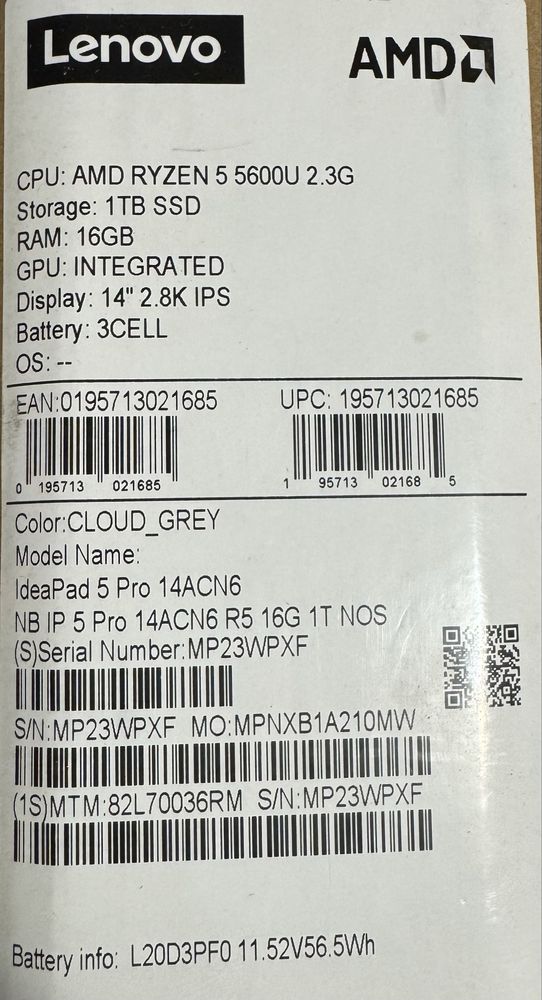 Lenovo AMD
CPU: AMD RYZEN 5 5600U 2.3G
Storage: 1TB SSD
RAM: 16GB
GPU: INTEGRATED
Display: 14" 2.8K IPS
Battery: 3CELL
OS: --
EAN:0195713021685 UPC: 195713021685
0 195713 021685 1 95713 02168 5
Color:CLOUD_GREY
Model Name:
IdeaPad 5 Pro 14ACN6
NB IP 5 Pro 14ACN6 R5 16G 1T NOS
(S)Serial Number:MP23WPXF
S/N:MP23WPXF MO:MPNXB1A210MW
(1S)MTM:82L70036RM S/N:MP23WPXF
Battery info: L20D3PF0 11.52V56.5Wh